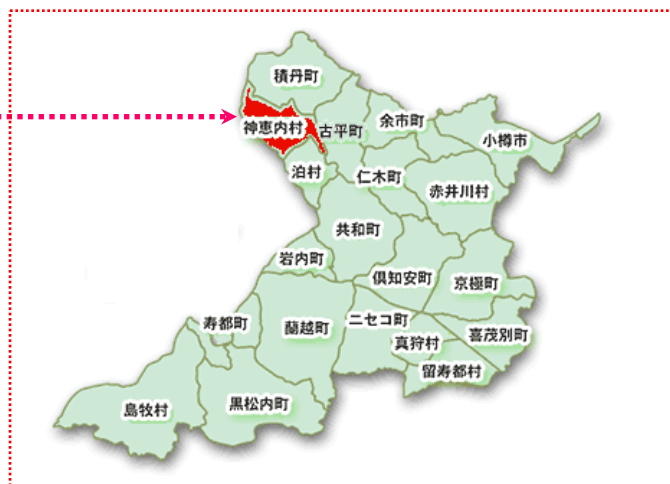 積丹町
神恵内村
古平町
余市町
小樽市
泊村
仁木町
赤井川村
共和町
岩内町
倶知安町
京極町
寿都町
蘭越町
ニセコ町
真狩村
喜茂別町
留寿都村
島牧村
黒松内町